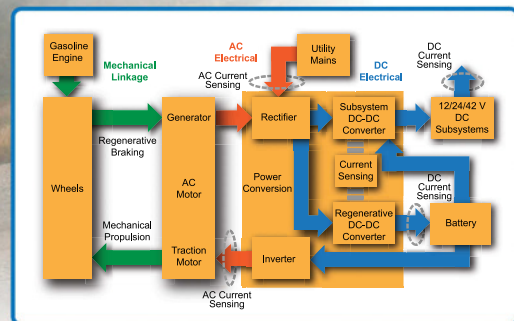 Gasoline
Engine
Mechanical
Linkage
AC
Electrical
Utility
Mains
DC
Electrical
DC
Current
Sensing
AC Current
Sensing
Generator
Rectifier
Subsystem
DC-DC
Converter
12/24/42 V
DC
Subsystems
Regenerative
Braking
Wheels
AC
Motor
Power
Conversion
Current
Sensing
DC
Current
Sensing
Mechanical
Propulsion
Regenerative
DC-DC
Converter
Battery
Traction
Motor
Inverter
AC Current
Sensing